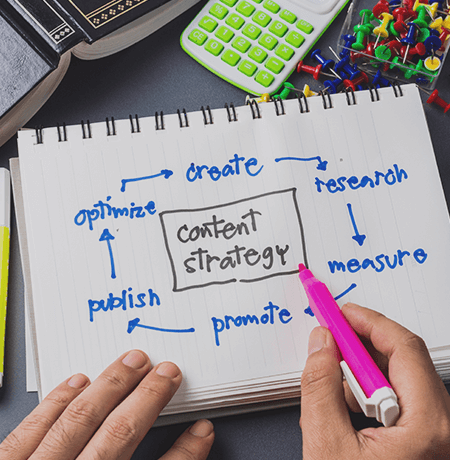 create
research
measure
promote
publish
optimize
content
strategy